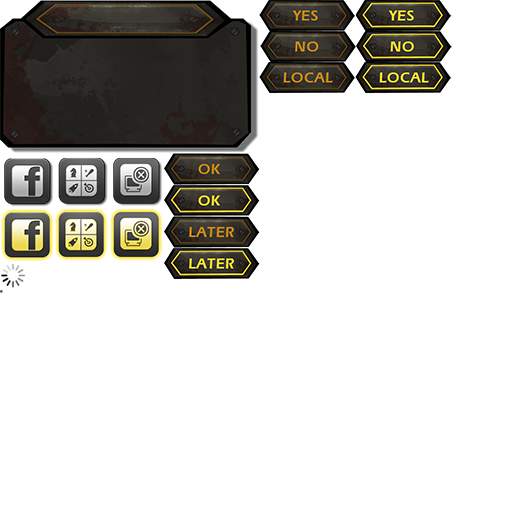 YES
YES
NO
NO
LOCAL
LOCAL
OK
OK
LATER
LATER
f
f